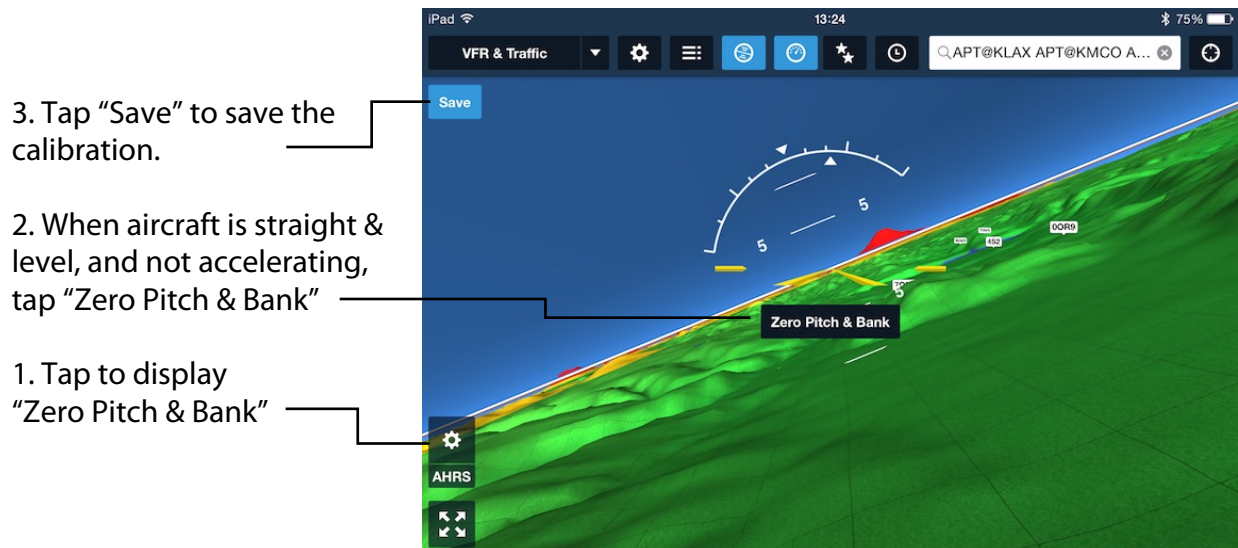 iPad 13:24 75%
VFR & Traffic APT@KLAX APT@KMCO A...
Save
3. Tap “Save” to save the
calibration.
2. When aircraft is straight &
level, and not accelerating,
tap “Zero Pitch & Bank”
1. Tap to display
“Zero Pitch & Bank”
5
5
0OR9
452
5
Zero Pitch & Bank
AHRS